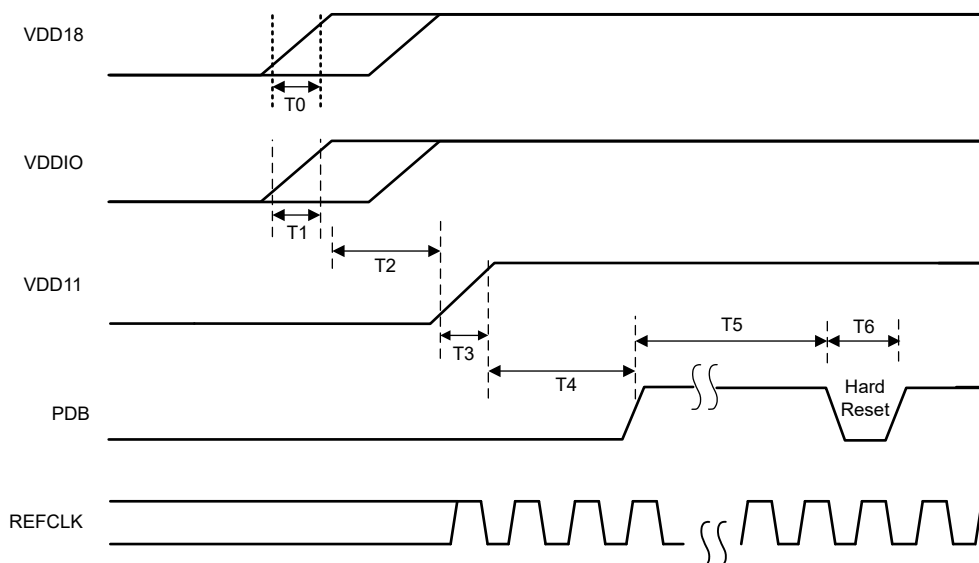 VDD18
T0
VDDIO
T1
T2
VDD11
T3
T5
T6
T4
Hard
Reset
PDB
REFCLK